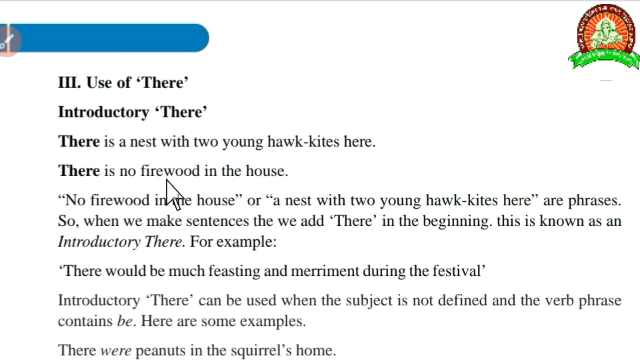 III. Use of ‘There’
Introductory ‘There’
There is a nest with two young hawk-kites here.
There is no firewood in the house.
“No firewood in the house” or “a nest with two young hawk-kites here” are phrases.
So, when we make sentences the we add ‘There’ in the beginning. this is known as an
Introductory There. For example:
‘There would be much feasting and merriment during the festival’
Introductory ‘There’ can be used when the subject is not defined and the verb phrase
contains be. Here are some examples.
There were peanuts in the squirrel’s home.